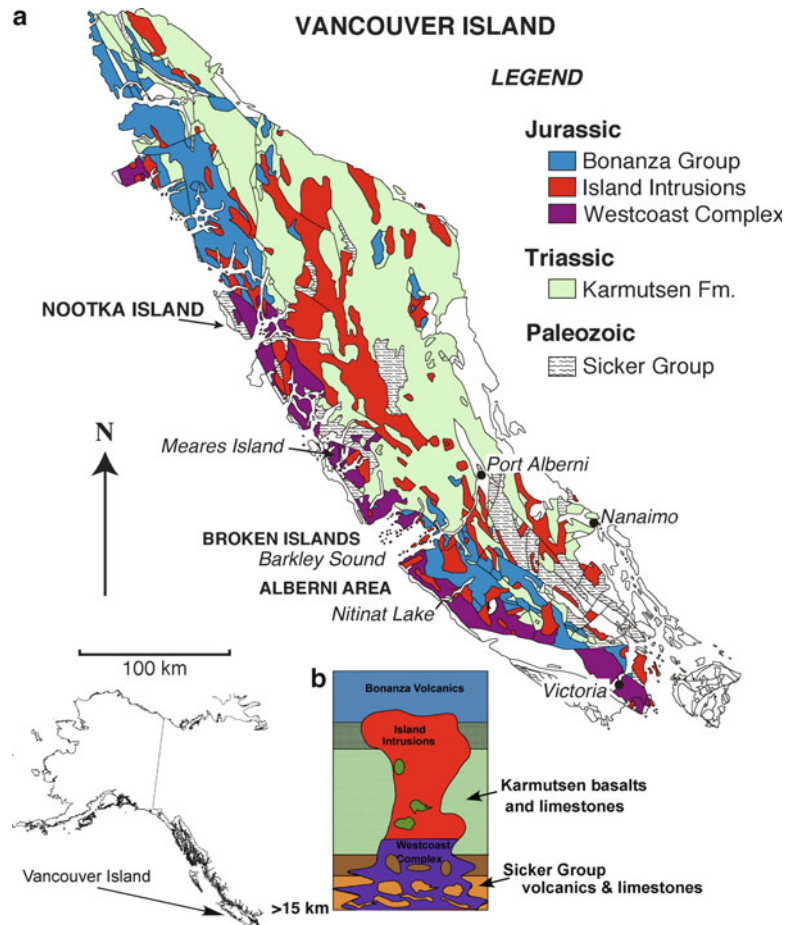 a
VANCOUVER ISLAND
LEGEND
Jurassic
Bonanza Group
Island Intrusions
Westcoast Complex
Triassic
Karmutsen Fm.
Paleozoic
Sicker Group
NOOTKA ISLAND
N
Meares Island
Port Alberni
Nanaimo
BROKEN ISLANDS
Barkley Sound
ALBERNI AREA
Nitinat Lake
Victoria
100 km
Vancouver Island
b
Bonanza Volcanics
Island
Intrusions
Karmutsen basalts
and limestones
Westcoast
Complex
Sicker Group
volcanics & limestones
>15 km